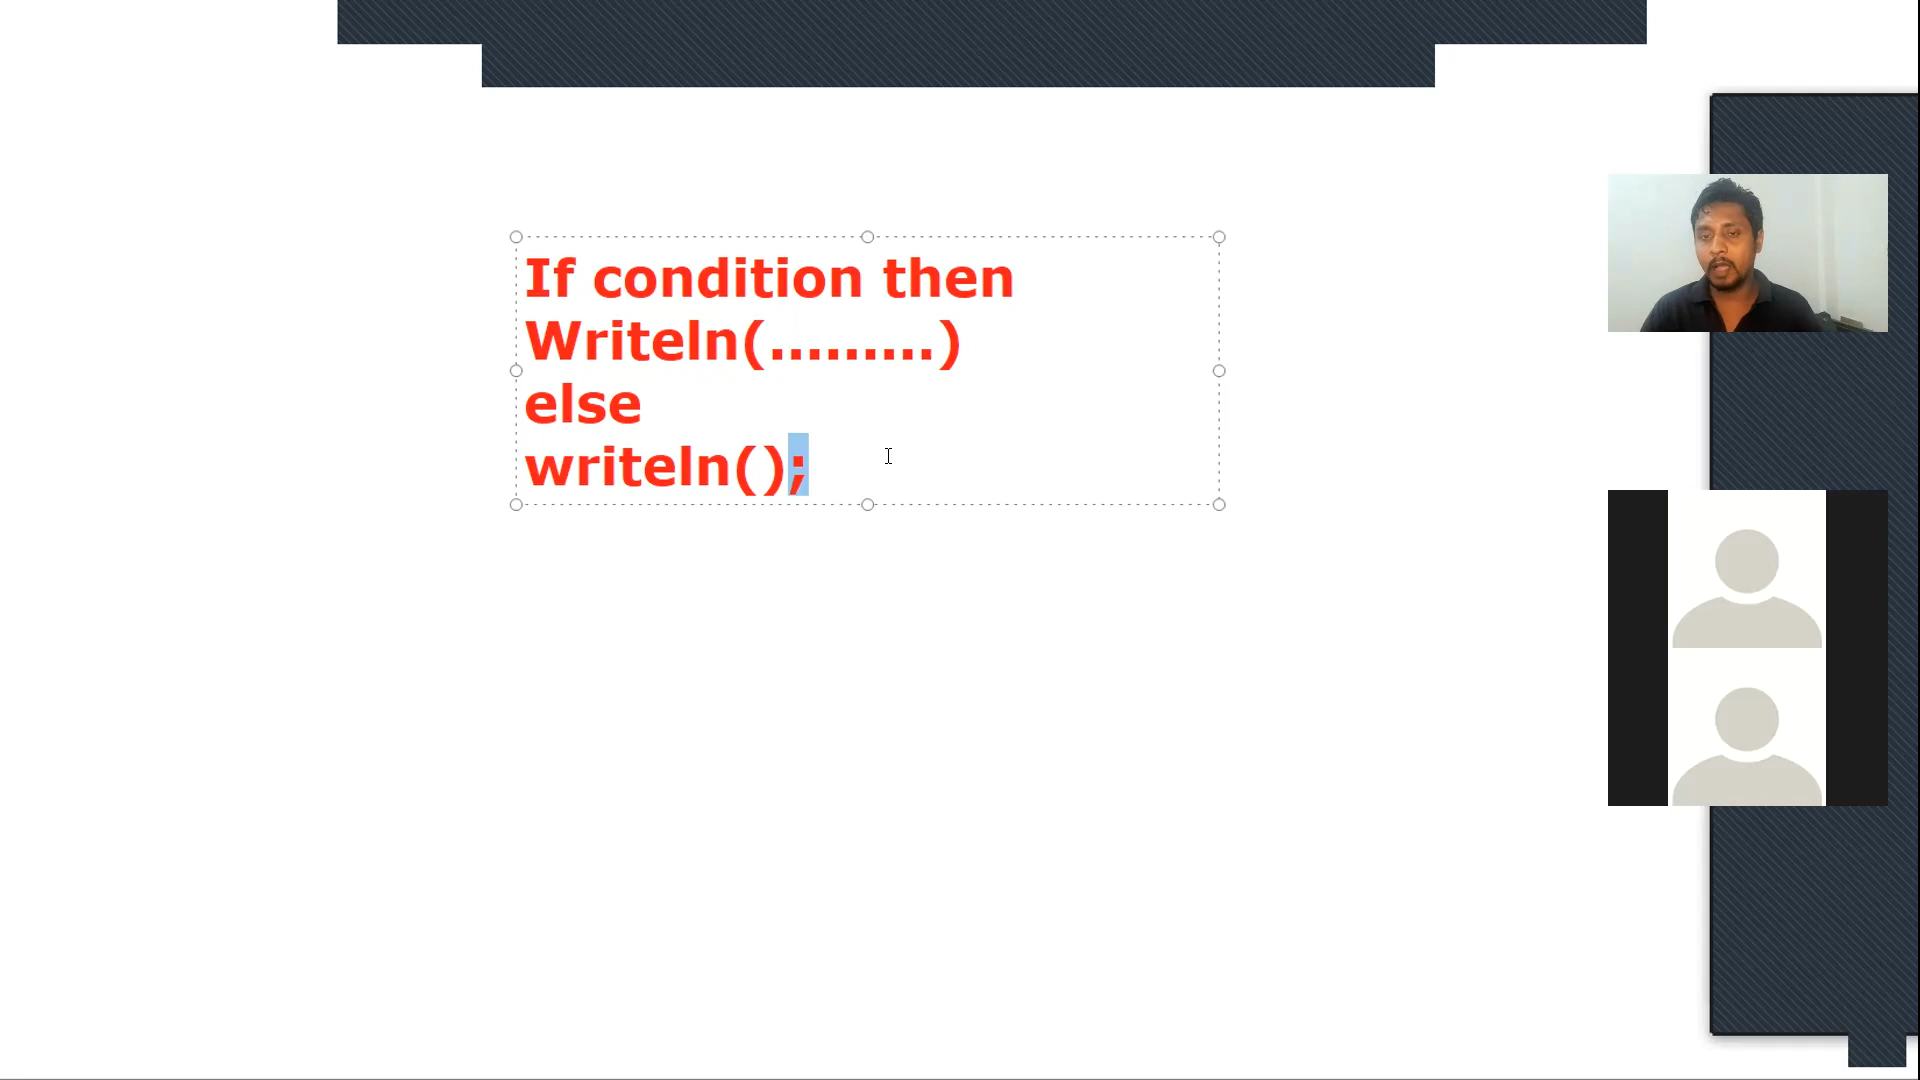 If condition then
Writeln(.........)
else
writeln();